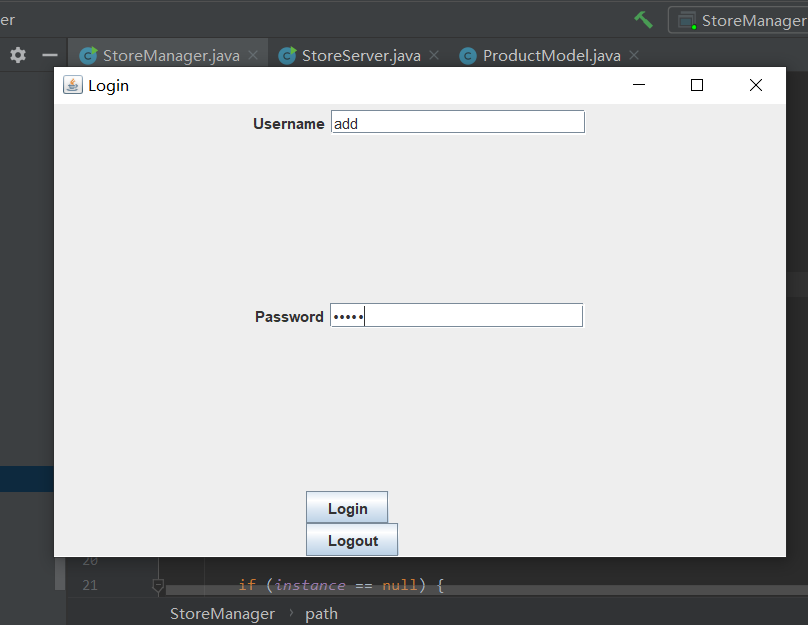 er
StoreManager
StoreManager.java
StoreServer.java
ProductModel.java
Login
Username
add
Password
•••••
Login
Logout
20
21
if (instance == null) {
StoreManager › path